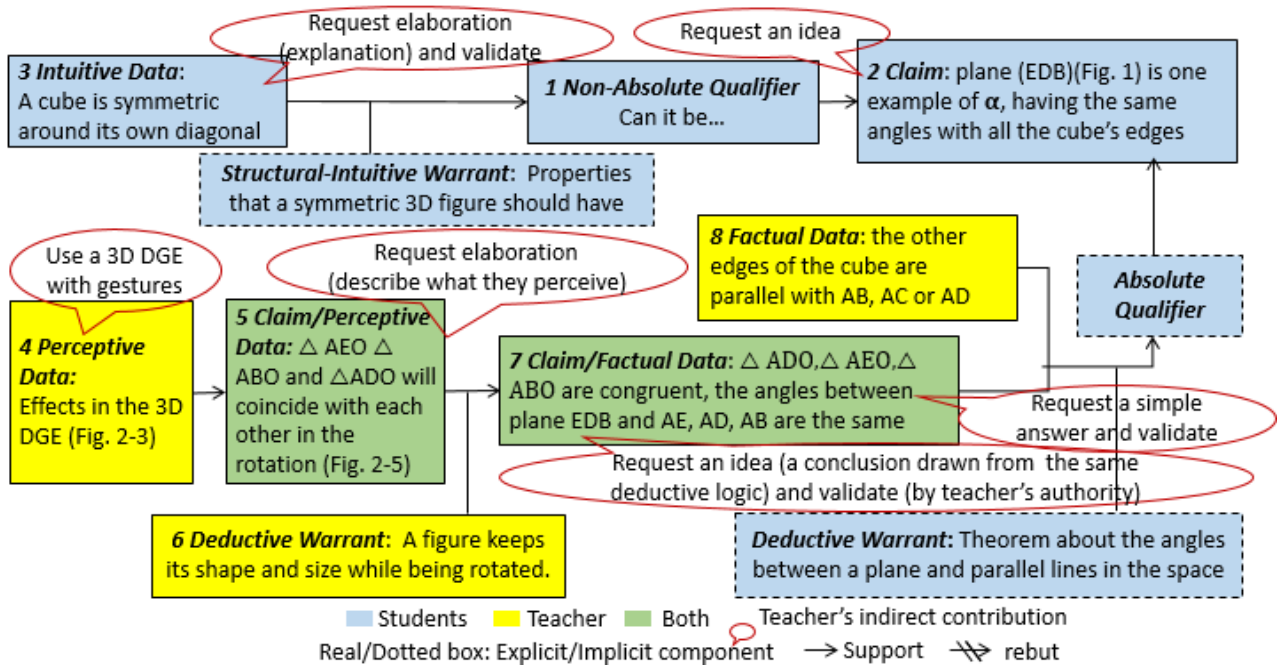 Request elaboration
(explanation) and validate
Request an idea
3 Intuitive Data:
A cube is symmetric
around its own diagonal
1 Non-Absolute Qualifier
Can it be...
2 Claim: plane (EDB)(Fig. 1) is one
example of α, having the same
angles with all the cube's edges
Structural-Intuitive Warrant: Properties
that a symmetric 3D figure should have
Use a 3D DGE
with gestures
Request elaboration
(describe what they perceive)
8 Factual Data: the other
edges of the cube are
parallel with AB, AC or AD
Absolute
Qualifier
4 Perceptive
Data:
Effects in the 3D
DGE (Fig. 2-3)
5 Claim/Perceptive
Data: △ AEO △
ABO and △ADO will
coincide with each
other in the
rotation (Fig. 2-5)
7 Claim/Factual Data: △ ADO,△ AEO,△
ABO are congruent, the angles between
plane EDB and AE, AD, AB are the same
Request a simple
answer and validate
Request an idea (a conclusion drawn from the same
deductive logic) and validate (by teacher's authority)
6 Deductive Warrant: A figure keeps
its shape and size while being rotated.
Deductive Warrant: Theorem about the angles
between a plane and parallel lines in the space
Students Teacher Both Teacher's indirect contribution
Real/Dotted box: Explicit/Implicit component Support rebut